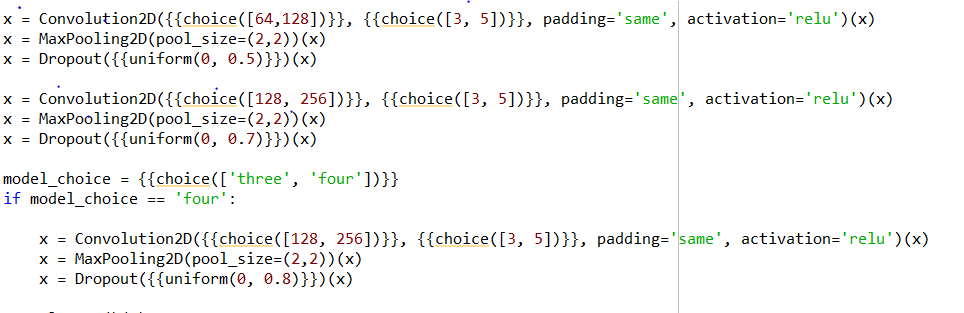 x = Convolution2D({{choice([64,128])}}, {{choice([3, 5])}}, padding='same', activation='relu')(x)
x = MaxPooling2D(pool_size=(2,2))(x)
x = Dropout({{uniform(0, 0.5)}})(x)
x = Convolution2D({{choice([128, 256])}}, {{choice([3, 5])}}, padding='same', activation='relu')(x)
x = MaxPooling2D(pool_size=(2,2))(x)
x = Dropout({{uniform(0, 0.7)}})(x)
model_choice = {{choice(['three', 'four'])}}
if model_choice == 'four':
    x = Convolution2D({{choice([128, 256])}}, {{choice([3, 5])}}, padding='same', activation='relu')(x)
    x = MaxPooling2D(pool_size=(2,2))(x)
    x = Dropout({{uniform(0, 0.8)}})(x)